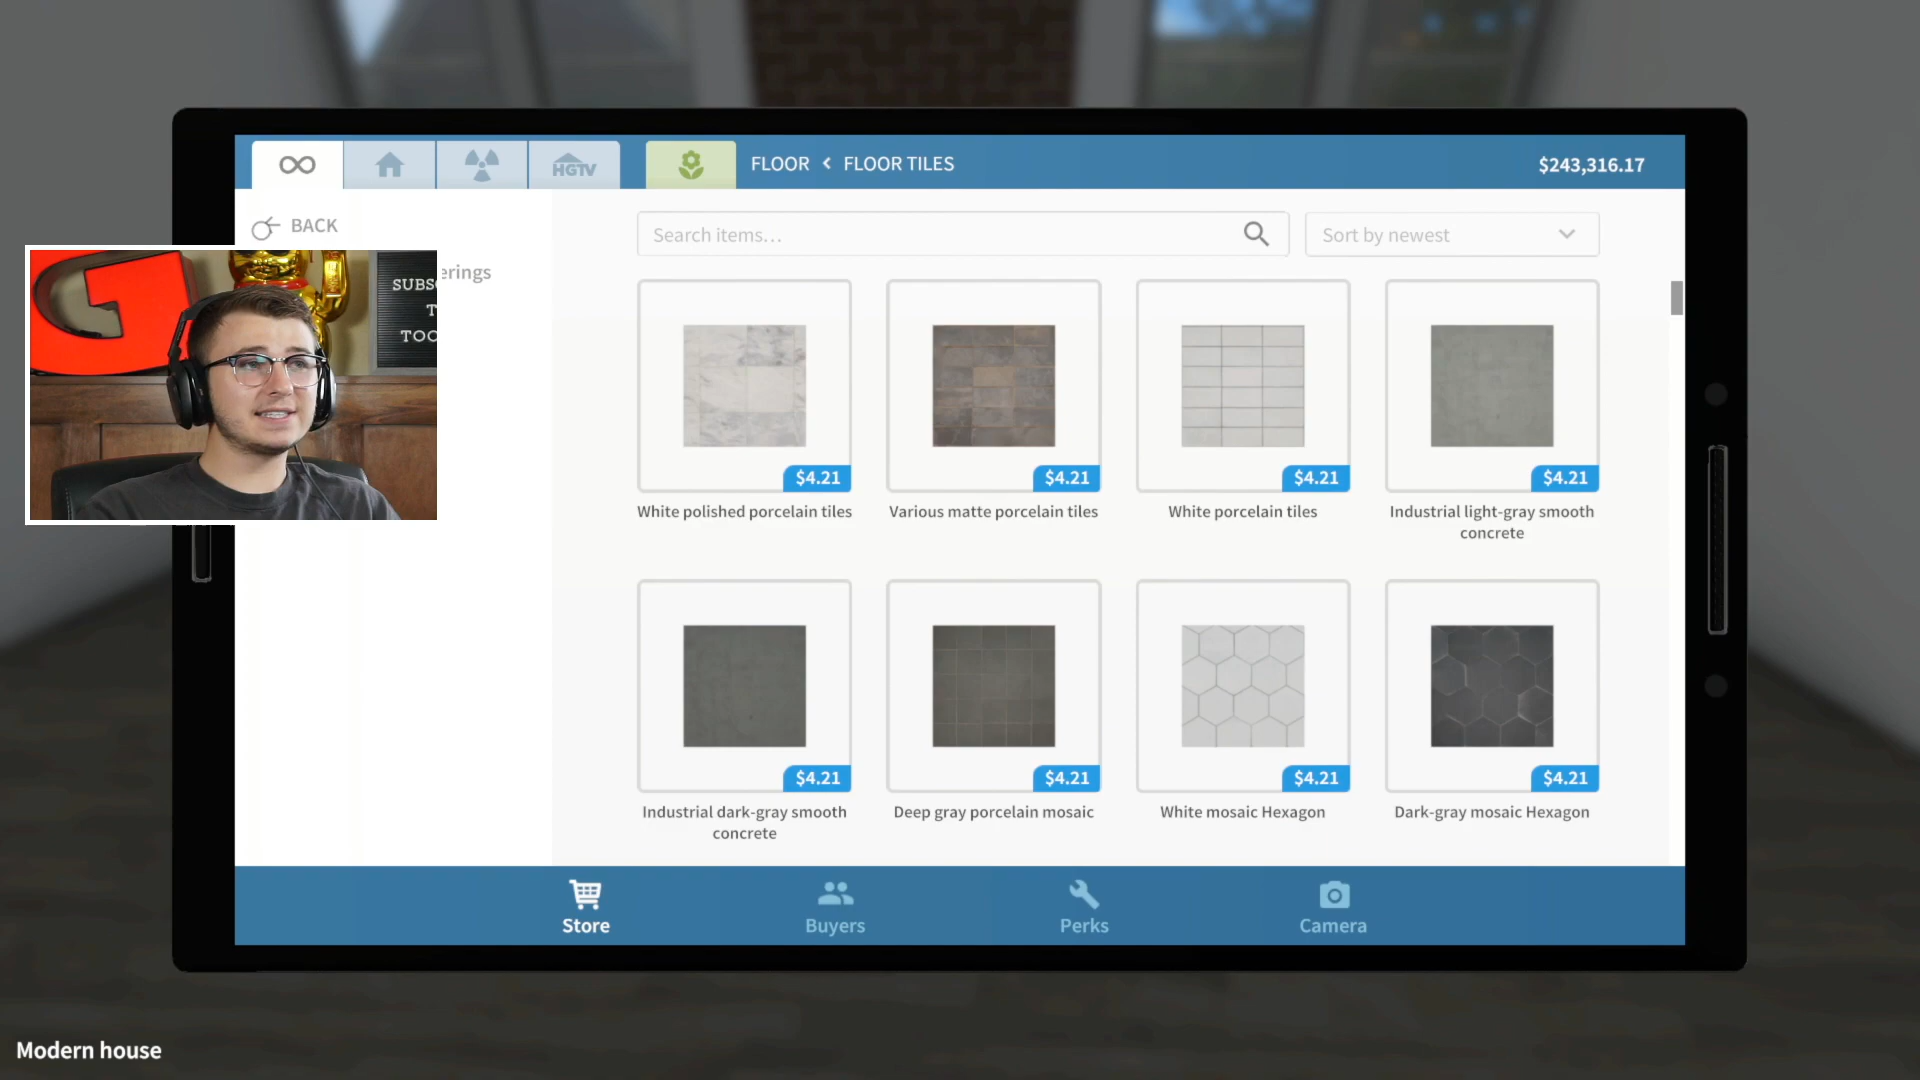 HGTV
FLOOR < FLOOR TILES
$243,316.17
BACK
Search items...
Sort by newest
erings
SUBS
T
TOO
$4.21
$4.21
$4.21
$4.21
White polished porcelain tiles
Various matte porcelain tiles
White porcelain tiles
Industrial light-gray smooth
concrete
$4.21
$4.21
$4.21
$4.21
Industrial dark-gray smooth
concrete
Deep gray porcelain mosaic
White mosaic Hexagon
Dark-gray mosaic Hexagon
Store
Buyers
Perks
Camera
Modern house